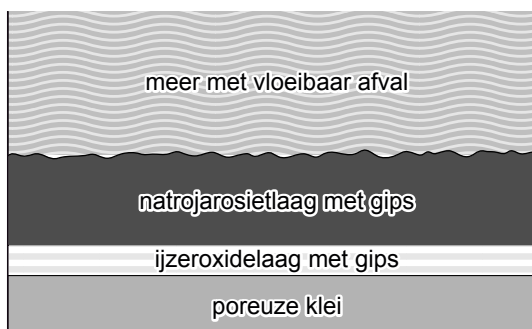 meer met vloeibaar afval
natrojarosietlaag met gips
ijzeroxidelaag met gips
poreuze klei